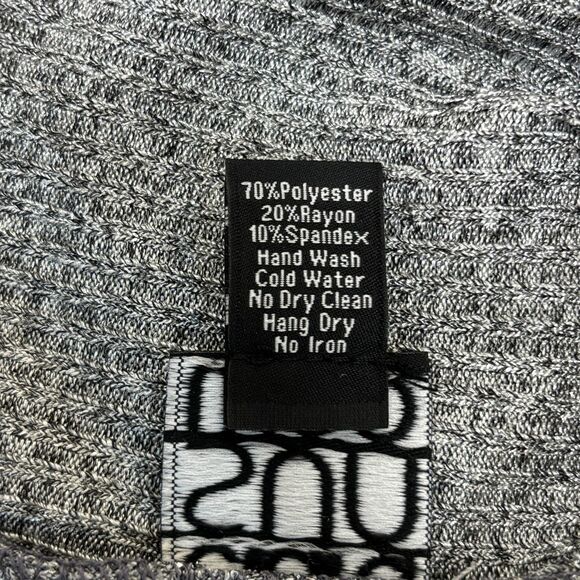 70%Polyester
20%Rayon
10%Spandex
Hand Wash
Cold Water
No Dry Clean
Hang Dry
No Iron